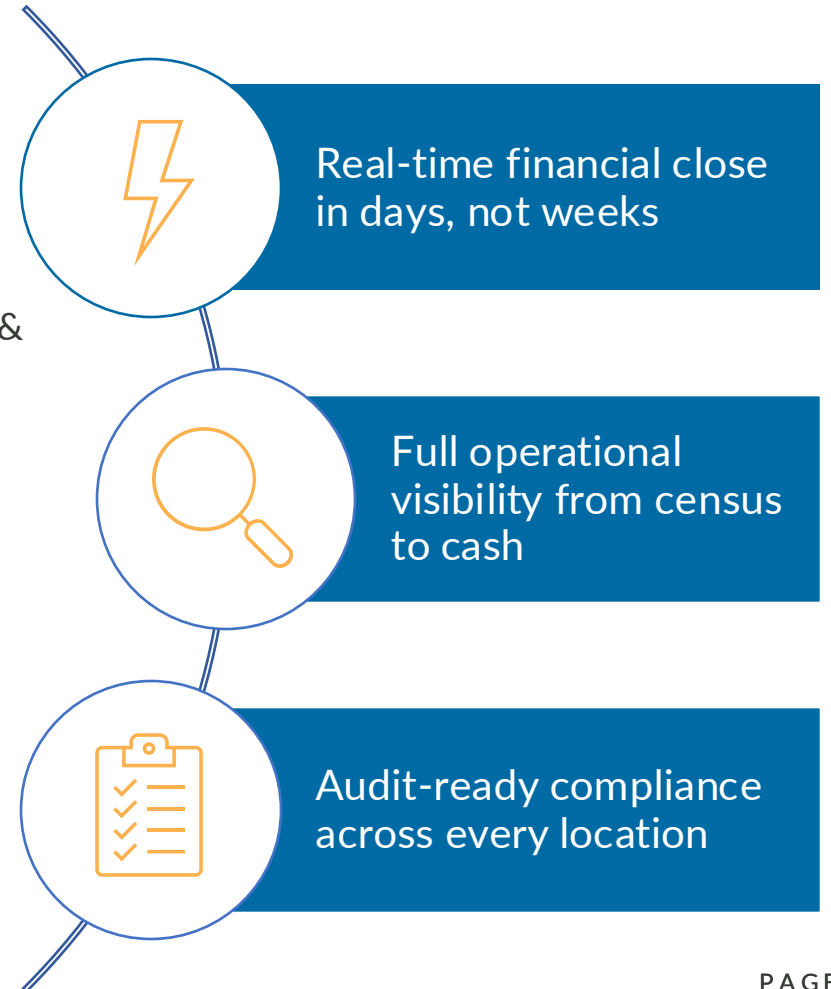 Real-time financial close
in days, not weeks
&
Full operational
visibility from census
to cash
Audit-ready compliance
across every location
PAGE